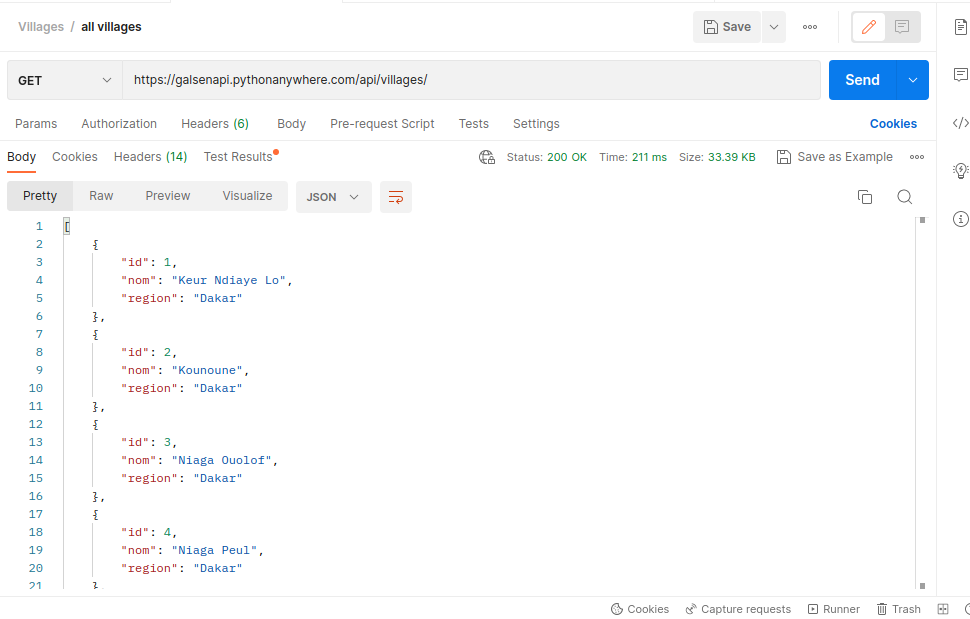 Villages / all villages Save
GET https://galsenapi.pythonanywhere.com/api/villages/ Send
Params Authorization Headers (6) Body Pre-request Script Tests Settings Cookies
Body Cookies Headers (14) Test Results Status: 200 OK Time: 211 ms Size: 33.39 KB Save as Example
Pretty Raw Preview Visualize JSON
1 [
2 {
3 "id": 1,
4 "nom": "Keur Ndiaye Lo",
5 "region": "Dakar"
6 },
7 {
8 "id": 2,
9 "nom": "Kounoune",
10 "region": "Dakar"
11 },
12 {
13 "id": 3,
14 "nom": "Niaga Ouolof",
15 "region": "Dakar"
16 },
17 {
18 "id": 4,
19 "nom": "Niaga Peul",
20 "region": "Dakar"
21 }
Cookies Capture requests Runner Trash